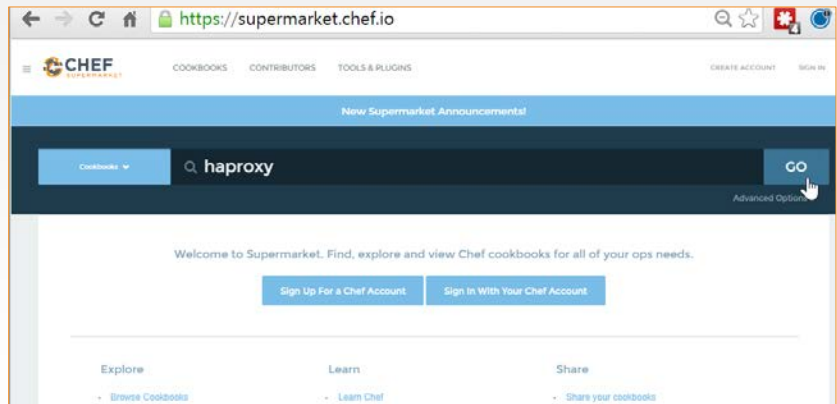 https://supermarket.chef.io
CHEF
SUPERMARKET
COOKBOOKS CONTRIBUTORS TOOLS & PLUGINS CREATE ACCOUNT SIGN IN
New Supermarket Announcements!
Cookbooks haproxy GO
Advanced Options
Welcome to Supermarket. Find, explore and view Chef cookbooks for all of your ops needs.
Sign Up For a Chef Account Sign In With Your Chef Account
Explore Learn Share
- Browse Cookbooks - Learn Chef - Share your cookbooks